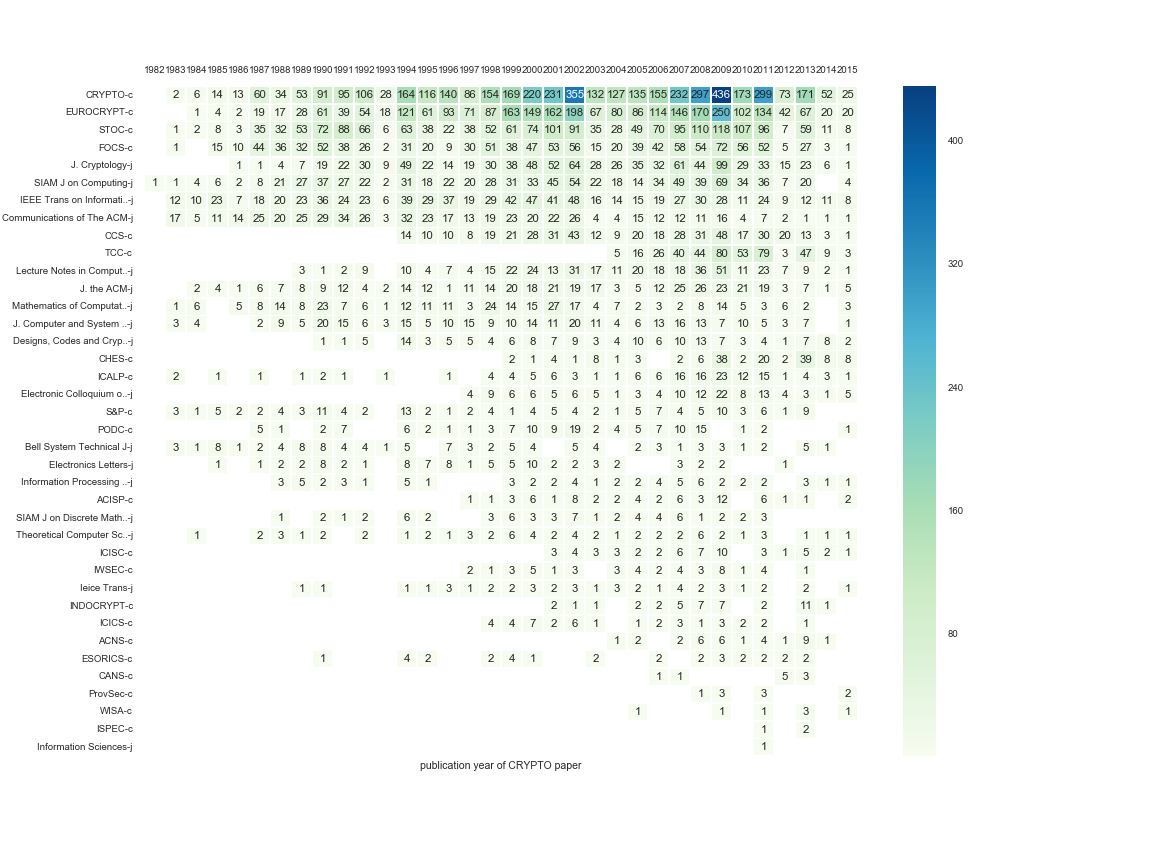 1982 1983 1984 1985 1986 1987 1988 1989 1990 1991 1992 1993 1994 1995 1996 1997 1998 1999 2000 2001 2002 2003 2004 2005 2006 2007 2008 2009 2010 2011 2012 2013 2014 2015
CRYPTO-c 2 6 14 13 60 34 53 91 95 106 28 164 116 140 86 154 169 220 231 355 132 127 135 155 232 297 436 173 299 73 171 52 25
EUROCRYPT-c 1 4 2 19 17 28 61 39 54 18 121 61 93 71 87 163 149 162 198 67 80 86 114 146 170 250 102 134 42 67 20 20
STOC-c 1 2 8 3 35 32 53 72 88 66 6 63 38 22 38 52 61 74 101 91 35 28 49 70 95 110 118 107 96 7 59 11 8
FOCS-c 1 15 10 44 36 32 52 38 26 2 31 20 9 30 51 38 47 53 56 15 20 39 42 58 54 72 56 52 5 27 3 1
J. Cryptology-j 1 1 4 7 19 22 30 9 49 22 14 19 30 38 48 52 64 28 26 35 32 61 44 99 29 33 15 23 6 1
SIAM J on Computing-j 1 1 4 6 2 8 21 27 37 27 22 2 31 18 22 20 28 31 33 45 54 22 18 14 34 49 39 69 34 36 7 20 4
IEEE Trans on Informati..-j 12 10 23 7 18 20 23 36 24 23 6 39 29 37 19 29 42 47 41 48 16 14 15 19 27 30 28 11 24 9 12 11 8
Communications of The ACM-j 17 5 11 14 25 20 25 29 34 26 3 32 23 17 13 19 23 20 22 26 4 4 15 12 12 11 16 4 7 2 1 1 1
CCS-c 14 10 10 8 19 21 28 31 43 12 9 20 18 28 31 48 17 30 20 13 3 1
TCC-c 5 16 26 40 44 80 53 79 3 47 9 3
Lecture Notes in Comput..-j 3 1 2 9 10 4 7 4 15 22 24 13 31 17 11 20 18 18 36 51 11 23 7 9 2 1
J. the ACM-j 2 4 1 6 7 8 9 12 4 2 14 12 1 11 14 20 18 21 19 17 3 5 12 25 26 23 21 19 3 7 1 5
Mathematics of Computat..-j 1 6 5 8 14 8 23 7 6 1 12 11 11 3 24 14 15 27 17 4 7 2 3 2 8 14 5 3 6 2 3
J. Computer and System ..-j 3 4 2 9 5 20 15 6 3 15 5 10 15 9 10 14 11 20 11 4 6 13 16 13 7 10 5 3 7 1
Designs, Codes and Cryp..-j 1 1 5 14 3 5 5 4 6 8 7 9 3 4 10 6 10 13 7 3 4 1 7 8 2
CHES-c 2 1 4 1 8 1 3 2 6 38 2 20 2 39 8 8
ICALP-c 2 1 1 1 2 1 1 1 4 4 5 6 3 1 1 6 6 16 16 23 12 15 1 4 3 1
Electronic Colloquium o..-j 4 9 6 6 5 6 5 1 3 4 10 12 22 8 13 4 3 1 5
S&P-c 3 1 5 2 2 4 3 11 4 2 13 2 1 2 4 1 4 5 4 2 1 5 7 4 5 10 3 6 1 9
PODC-c 5 1 2 7 6 2 1 1 3 7 10 9 19 2 4 5 7 10 15 1 2 1
Bell System Technical J-j 3 1 8 1 2 4 8 8 4 4 1 5 7 3 2 5 4 5 4 2 3 1 3 3 1 2 5 1
Electronics Letters-j 1 1 2 2 8 2 1 8 7 8 1 5 5 10 2 2 3 2 3 2 2 1
Information Processing ..-j 3 5 2 3 1 5 1 3 2 2 4 1 2 2 4 5 6 2 2 2 3 1 1
ACISP-c 1 1 3 6 1 8 2 2 4 2 6 3 12 6 1 1 2
SIAM J on Discrete Math..-j 1 2 1 2 6 2 3 6 3 3 7 1 2 4 4 6 1 2 2 3
Theoretical Computer Sc..-j 1 2 3 1 2 2 1 2 1 3 2 6 4 2 4 2 1 2 2 2 6 2 1 3 1 1 1
ICISC-c 3 4 3 3 2 2 6 7 10 3 1 5 2 1
IWSEC-c 2 1 3 5 1 3 3 4 2 4 3 8 1 4 1
Ieice Trans-j 1 1 1 1 3 1 2 2 3 2 3 1 3 2 1 4 2 3 1 2 2 1
INDOCRYPT-c 2 1 1 2 2 5 7 7 2 11 1
ICICS-c 4 4 7 2 6 1 1 2 3 1 3 2 2 1
ACNS-c 1 2 2 6 6 1 4 1 9 1
ESORICS-c 1 4 2 2 4 1 2 2 2 3 2 2 2 2
CANS-c 1 1 5 3
ProvSec-c 1 3 3 2
WISA-c 1 1 1 3 1
ISPEC-c 1 2
Information Sciences-j 1
publication year of CRYPTO paper
400
320
240
160
80